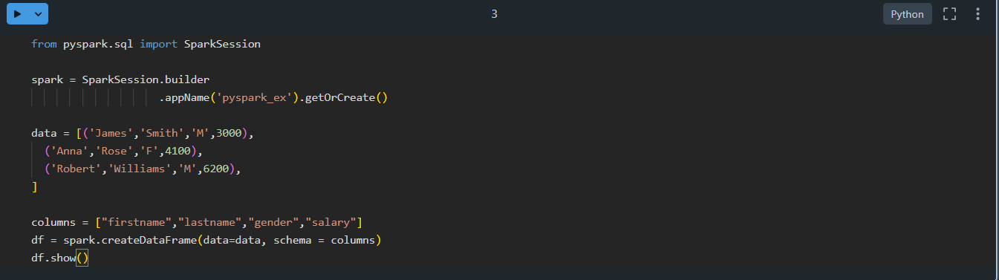 3
Python
from pyspark.sql import SparkSession
spark = SparkSession.builder
.appName('pyspark_ex').getOrCreate()
data = [('James','Smith','M',3000),
('Anna','Rose','F',4100),
('Robert','Williams','M',6200),
]
columns = ["firstname","lastname","gender","salary"]
df = spark.createDataFrame(data=data, schema = columns)
df.show()